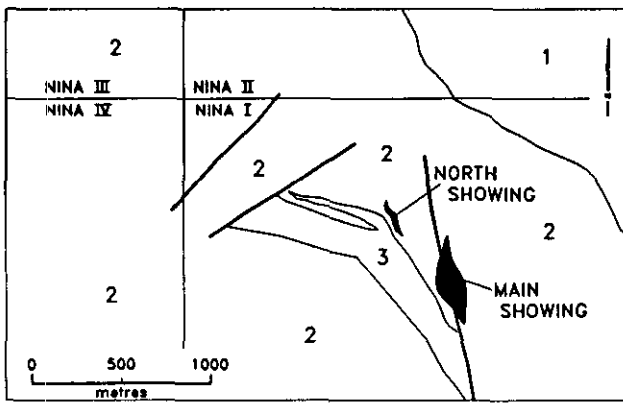 2
1
NINA III
NINA II
NINA IV
NINA I
2
2
NORTH
SHOWING
2
3
2
MAIN
SHOWING
2
0 500 1000
metres